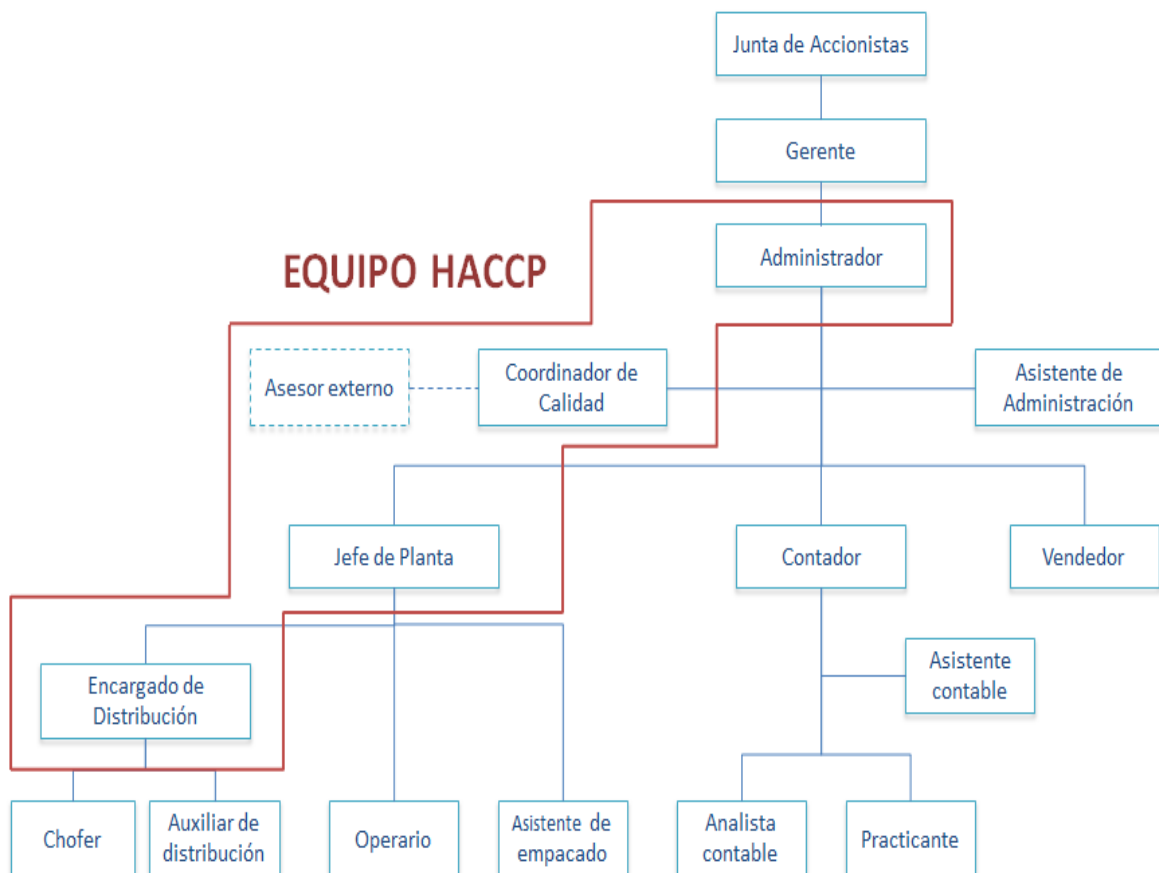 Junta de Accionistas
Gerente
EQUIPO HACCP
Administrador
Asesor externo
Coordinador de
Calidad
Asistente de
Administración
Jefe de Planta
Contador
Vendedor
Encargado de
Distribución
Asistente
contable
Chofer
Auxiliar de
distribución
Operario
Asistente de
empacado
Analista
contable
Practicante